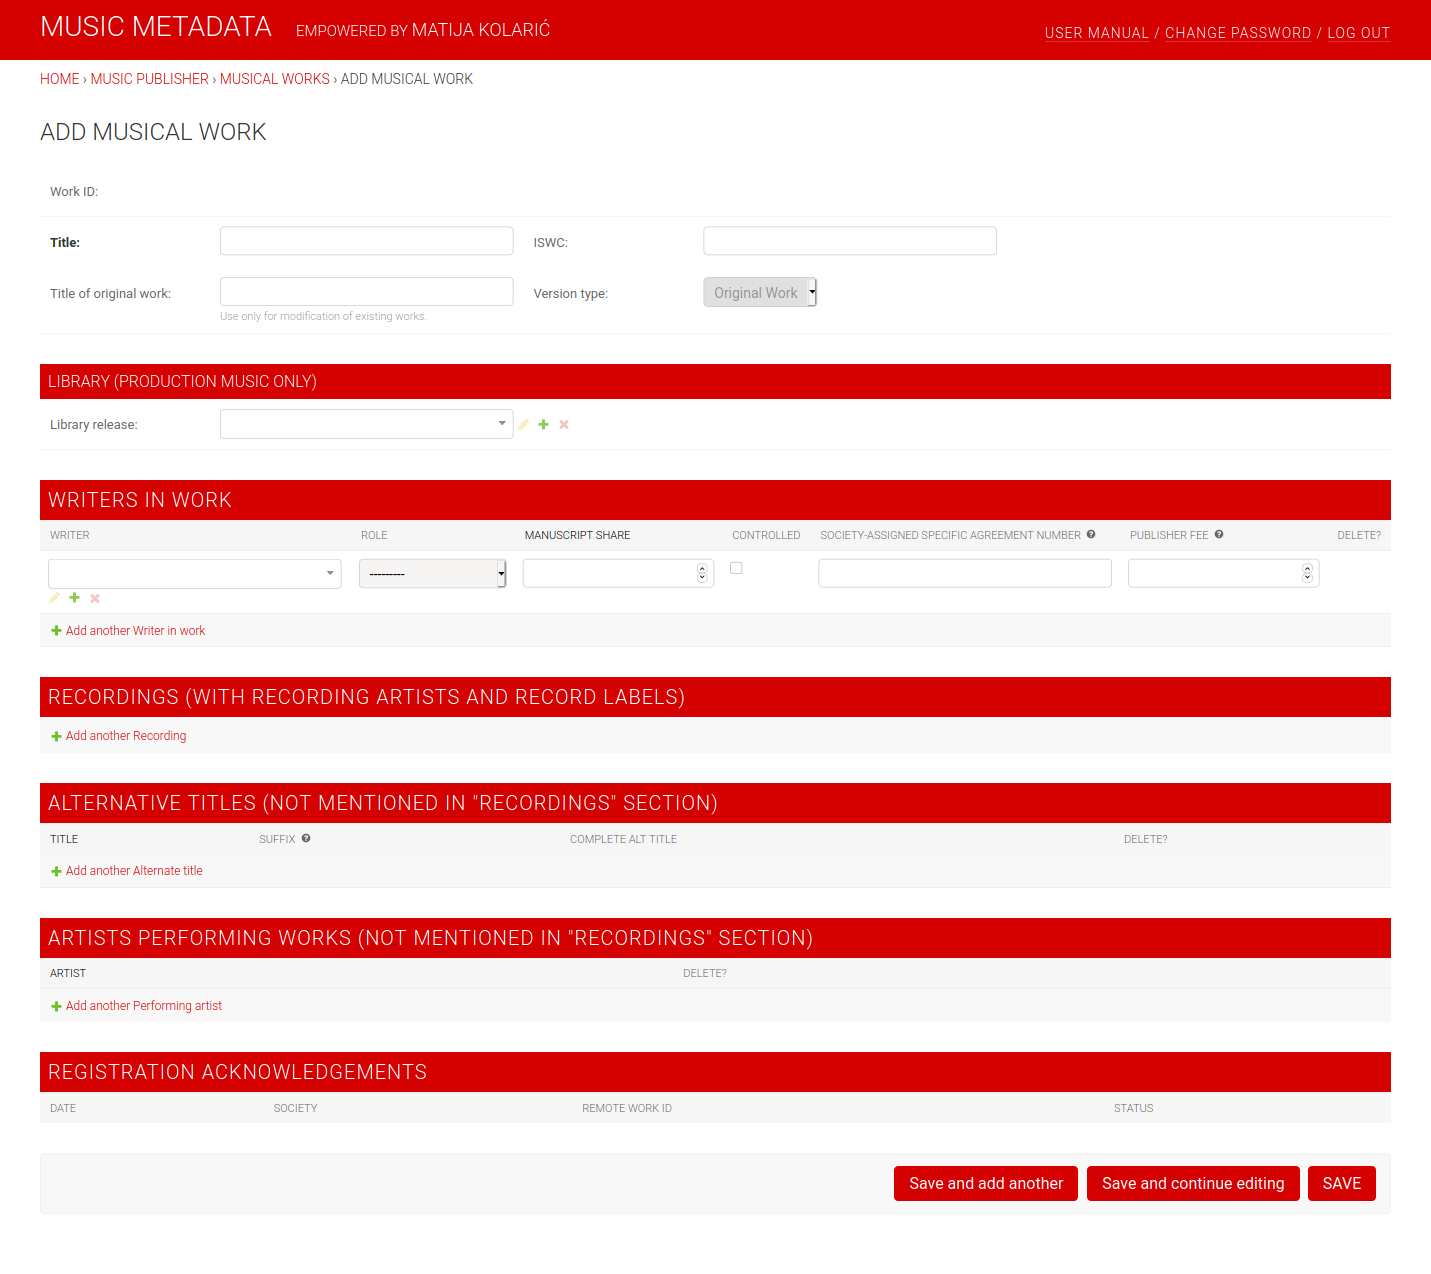 MUSIC METADATA EMPOWERED BY MATIJA KOLARIĆ USER MANUAL / CHANGE PASSWORD / LOG OUT
HOME › MUSIC PUBLISHER › MUSICAL WORKS › ADD MUSICAL WORK
ADD MUSICAL WORK
Work ID:
Title: ISWC:
Title of original work: Version type: Original Work
Use only for modification of existing works.
LIBRARY (PRODUCTION MUSIC ONLY)
Library release:
WRITERS IN WORK
WRITER ROLE MANUSCRIPT SHARE CONTROLLED SOCIETY-ASSIGNED SPECIFIC AGREEMENT NUMBER ? PUBLISHER FEE ? DELETE?
---------
Add another Writer in work
RECORDINGS (WITH RECORDING ARTISTS AND RECORD LABELS)
Add another Recording
ALTERNATIVE TITLES (NOT MENTIONED IN "RECORDINGS" SECTION)
TITLE SUFFIX ? COMPLETE ALT TITLE DELETE?
Add another Alternate title
ARTISTS PERFORMING WORKS (NOT MENTIONED IN "RECORDINGS" SECTION)
ARTIST DELETE?
Add another Performing artist
REGISTRATION ACKNOWLEDGEMENTS
DATE SOCIETY REMOTE WORK ID STATUS
Save and add another Save and continue editing SAVE